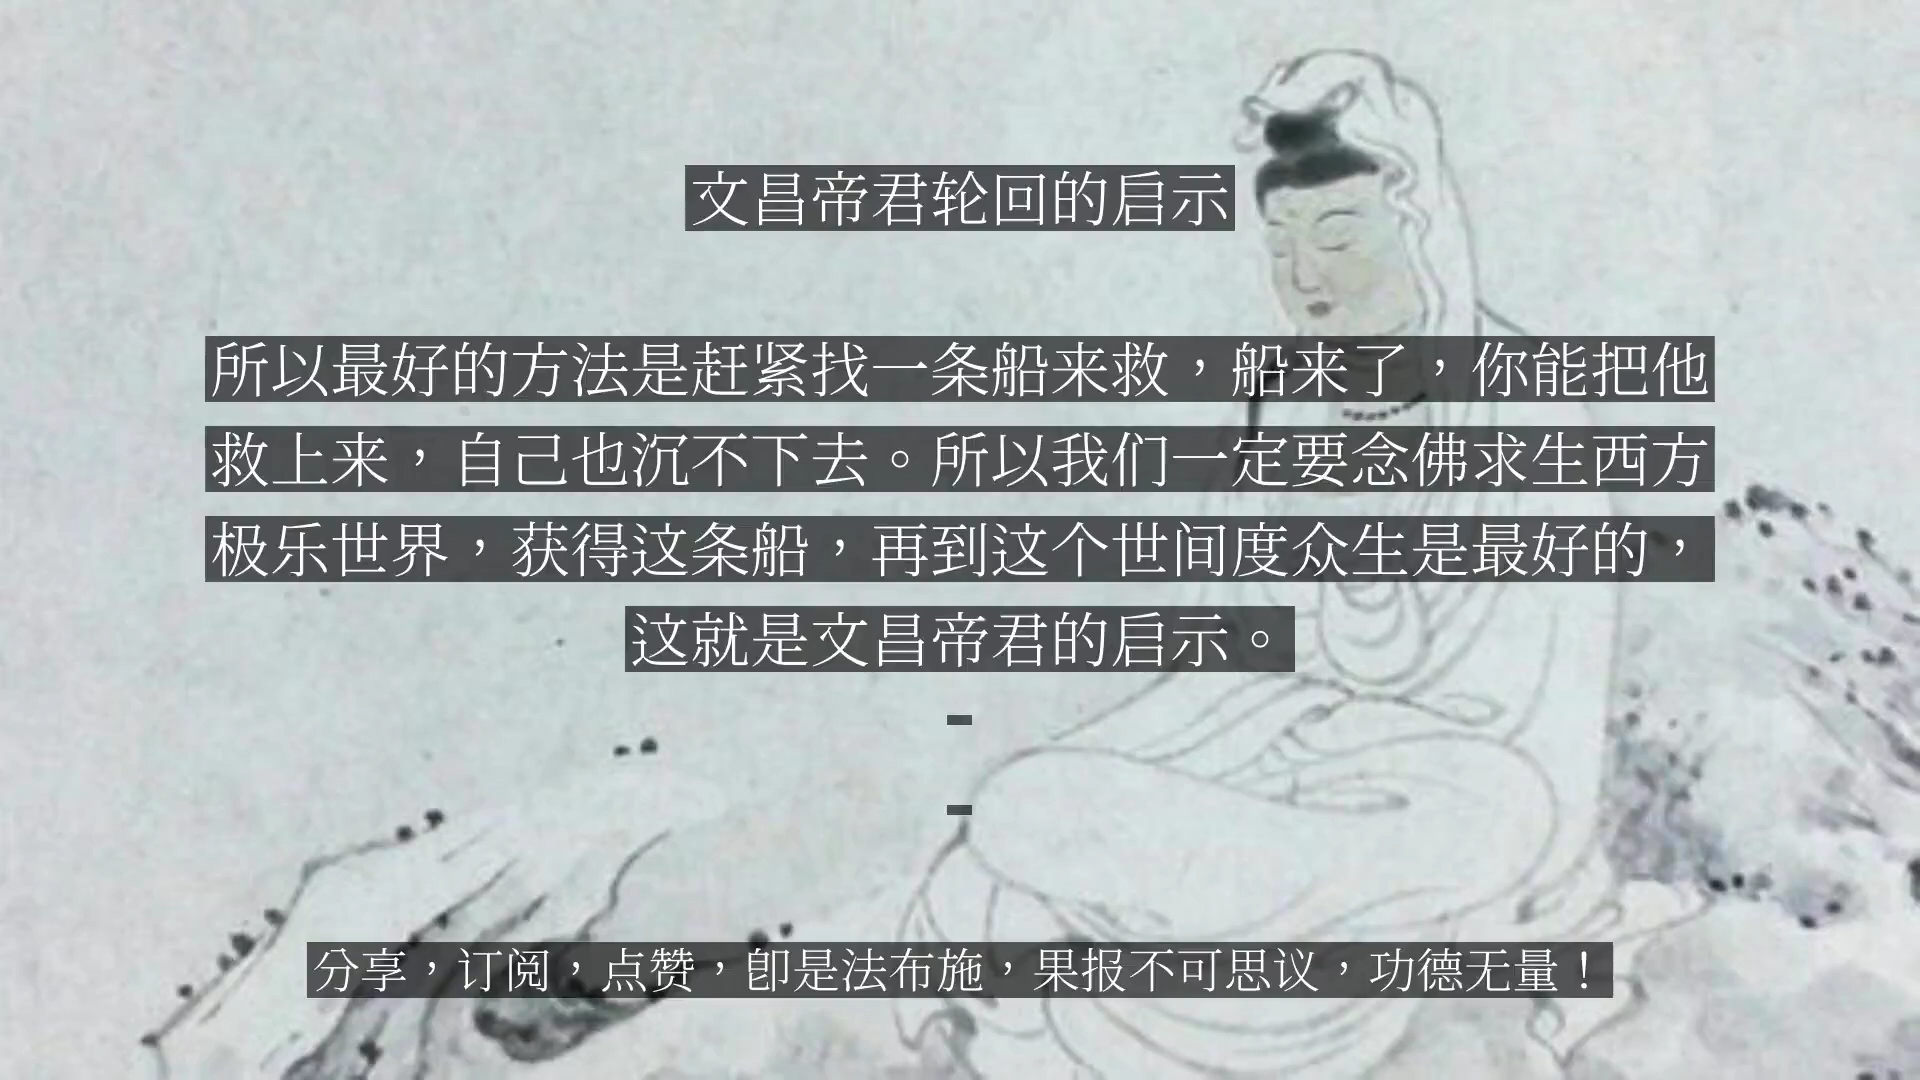 文昌帝君轮回的启示
所以最好的方法是赶紧找一条船来救，船来了，你能把他
救上来，自己也沉不下去。所以我们一定要念佛求生西方
极乐世界，获得这条船，再到这个世间度众生是最好的，
这就是文昌帝君的启示。
分享，订阅，点赞，即是法布施，果报不可思议，功德无量！